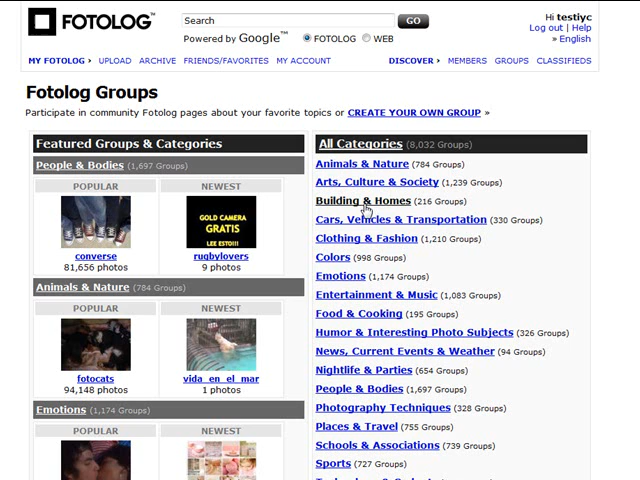 FOTOLOG™
Search
GO
Powered by Google™ FOTOLOG WEB
Hi testiyc
Log out | Help
» English
MY FOTOLOG › UPLOAD ARCHIVE FRIENDS/FAVORITES MY ACCOUNT DISCOVER › MEMBERS GROUPS CLASSIFIEDS
Fotolog Groups
Participate in community Fotolog pages about your favorite topics or CREATE YOUR OWN GROUP »
Featured Groups & Categories
People & Bodies (1,697 Groups)
POPULAR NEWEST
GOLD CAMERA
GRATIS
LEE ESTO!!!
converse rugbylovers
81,656 photos 9 photos
Animals & Nature (784 Groups)
POPULAR NEWEST
fotocats vida_en_el_mar
94,148 photos 1 photos
Emotions (1,174 Groups)
POPULAR NEWEST
All Categories (8,032 Groups)
Animals & Nature (784 Groups)
Arts, Culture & Society (1,239 Groups)
Building & Homes (216 Groups)
Cars, Vehicles & Transportation (330 Groups)
Clothing & Fashion (1,210 Groups)
Colors (998 Groups)
Emotions (1,174 Groups)
Entertainment & Music (1,083 Groups)
Food & Cooking (195 Groups)
Humor & Interesting Photo Subjects (326 Groups)
News, Current Events & Weather (94 Groups)
Nightlife & Parties (654 Groups)
People & Bodies (1,697 Groups)
Photography Techniques (328 Groups)
Places & Travel (755 Groups)
Schools & Associations (739 Groups)
Sports (727 Groups)